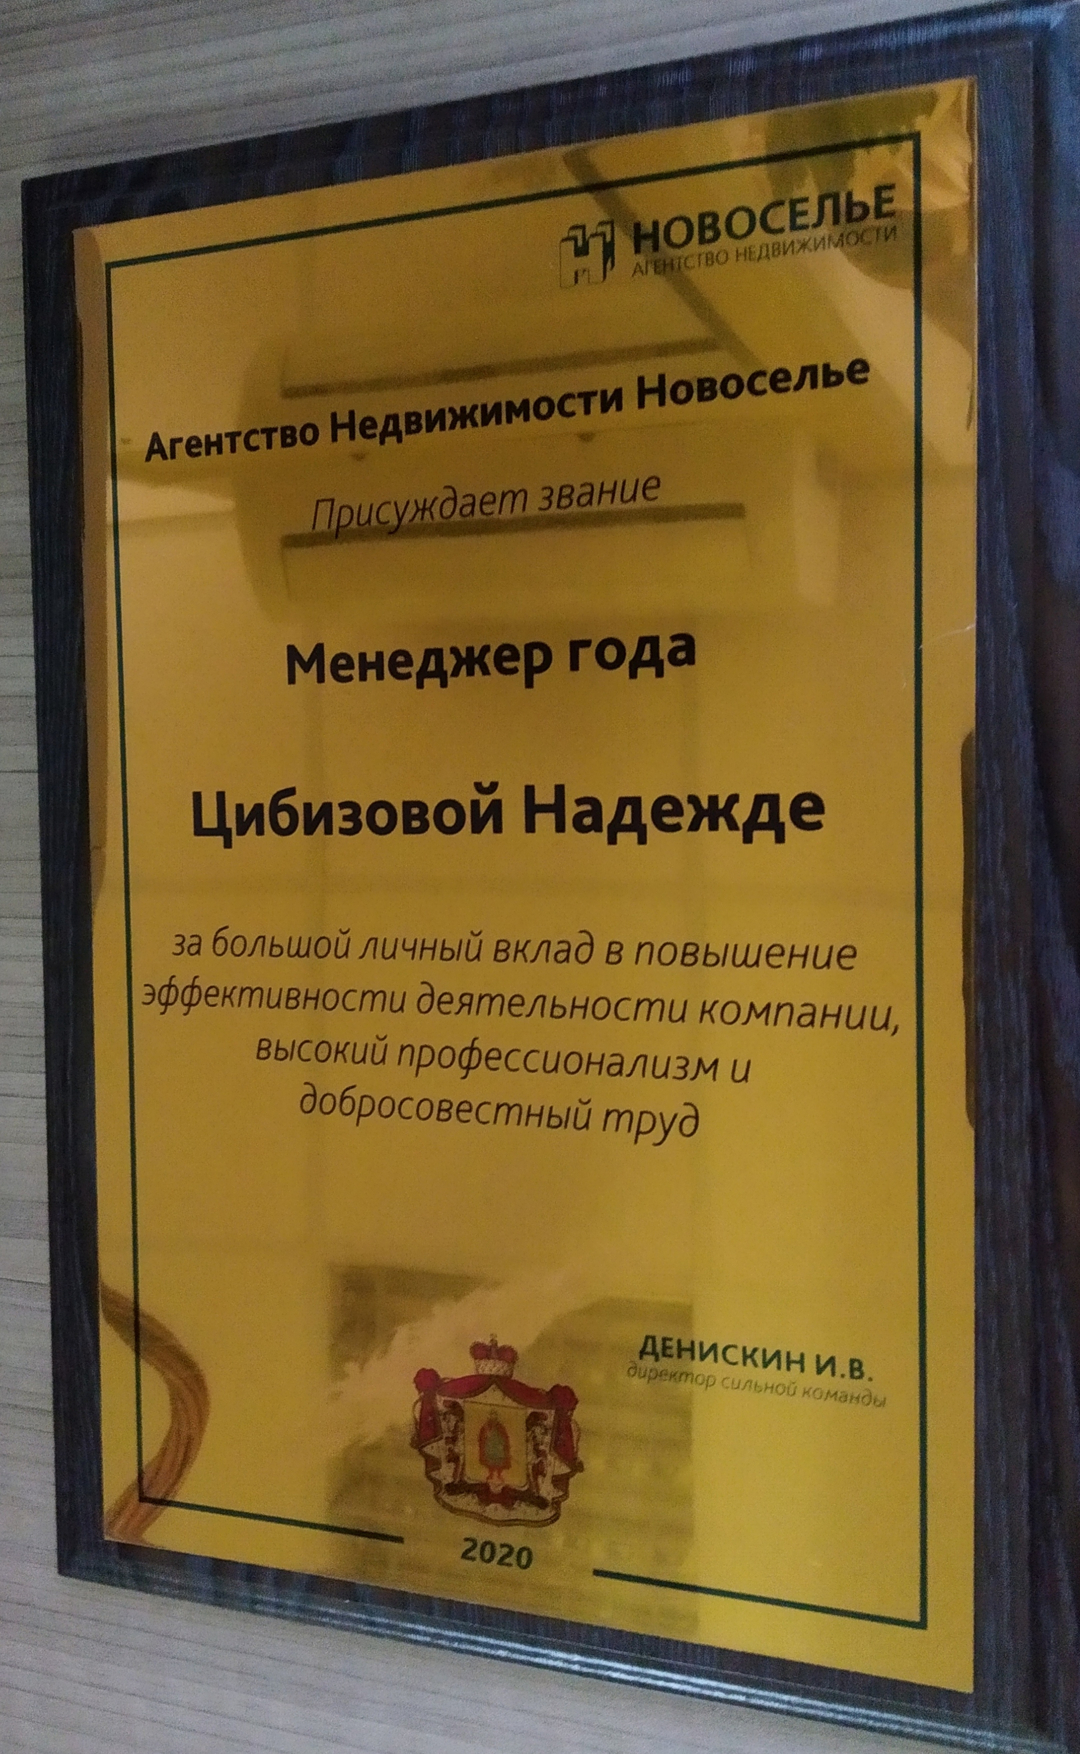 НОВОСЕЛЬЕ
АГЕНТСТВО НЕДВИЖИМОСТИ
Агентство Недвижимости Новоселье
Присуждает звание
Менеджер года
Цибизовой Надежде
за большой личный вклад в повышение
эффективности деятельности компании,
высокий профессионализм и
добросовестный труд
ДЕНИСКИН И.В.
директор сильной команды
2020